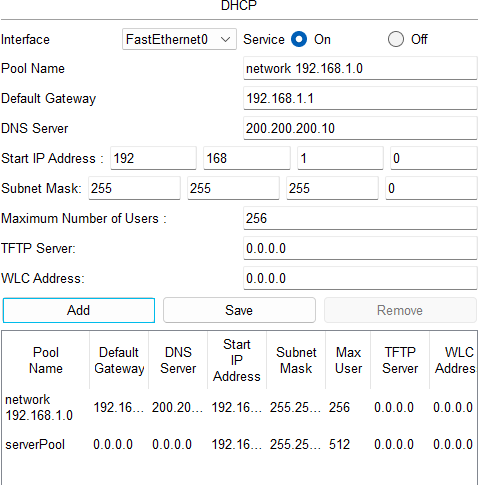 DHCP
Interface FastEthernet0 Service On Off
Pool Name network 192.168.1.0
Default Gateway 192.168.1.1
DNS Server 200.200.200.10
Start IP Address : 192 168 1 0
Subnet Mask: 255 255 255 0
Maximum Number of Users : 256
TFTP Server: 0.0.0.0
WLC Address: 0.0.0.0
Add Save Remove
Pool Name Default Gateway DNS Server Start IP Address Subnet Mask Max User TFTP Server WLC Addres
network 192.168.1.0 192.16... 200.20... 192.16... 255.25... 256 0.0.0.0 0.0.0.0
serverPool 0.0.0.0 0.0.0.0 192.16... 255.25... 512 0.0.0.0 0.0.0.0